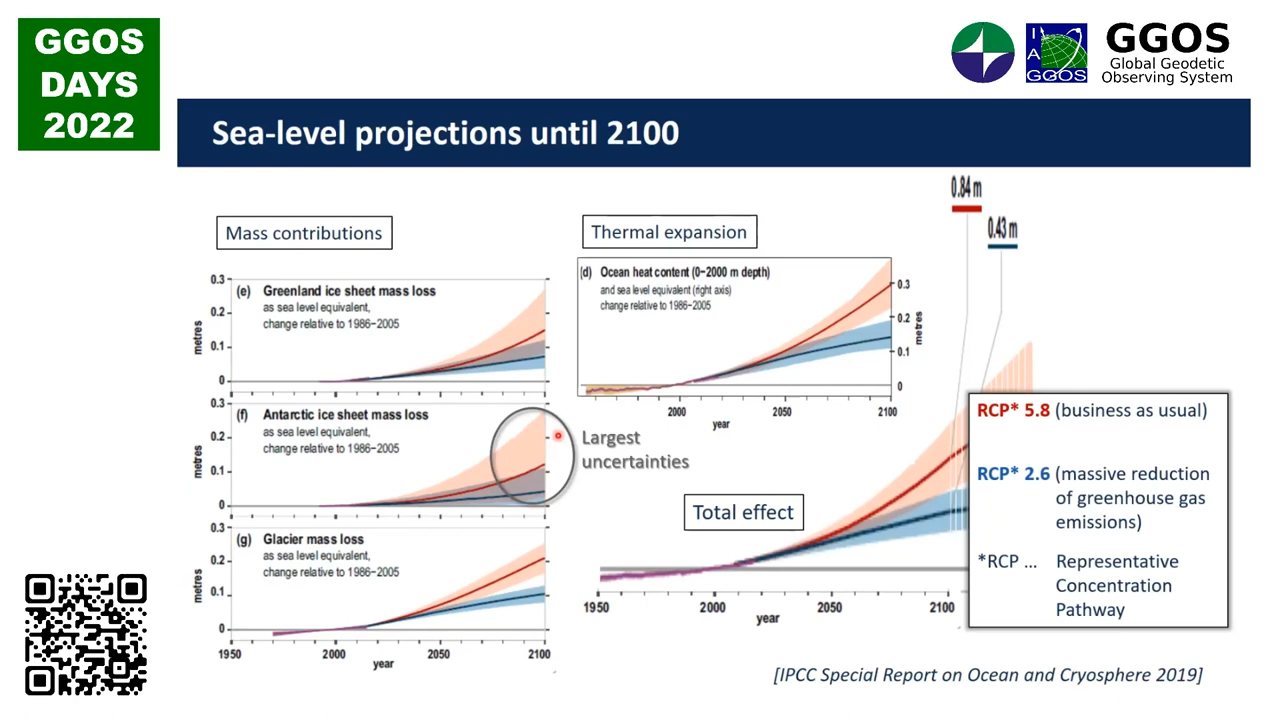 GGOS
DAYS
2022
I
A
GGOS
GGOS
Global Geodetic
Observing System
Sea-level projections until 2100
0.84 m
0.43 m
Mass contributions
Thermal expansion
(e) Greenland ice sheet mass loss
as sea level equivalent,
change relative to 1986–2005
0.3
0.2
0.1
0
metres
(f) Antarctic ice sheet mass loss
as sea level equivalent,
change relative to 1986–2005
0.3
0.2
0.1
0
metres
Largest
uncertainties
(g) Glacier mass loss
as sea level equivalent,
change relative to 1986–2005
0.3
0.2
0.1
0
metres
1950 2000 2050 2100
year
(d) Ocean heat content (0–2000 m depth)
and sea level equivalent (right axis)
change relative to 1986–2005
0.3
0.2
0.1
0
metres
2000 2050 2100
year
Total effect
1950 2000 2050 2100
year
RCP* 5.8 (business as usual)
RCP* 2.6 (massive reduction
of greenhouse gas
emissions)
*RCP ... Representative
Concentration
Pathway
[IPCC Special Report on Ocean and Cryosphere 2019]